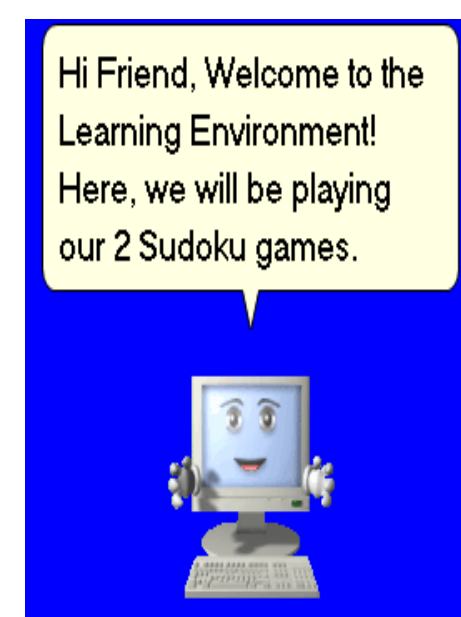 Hi Friend, Welcome to the
Learning Environment!
Here, we will be playing
our 2 Sudoku games.